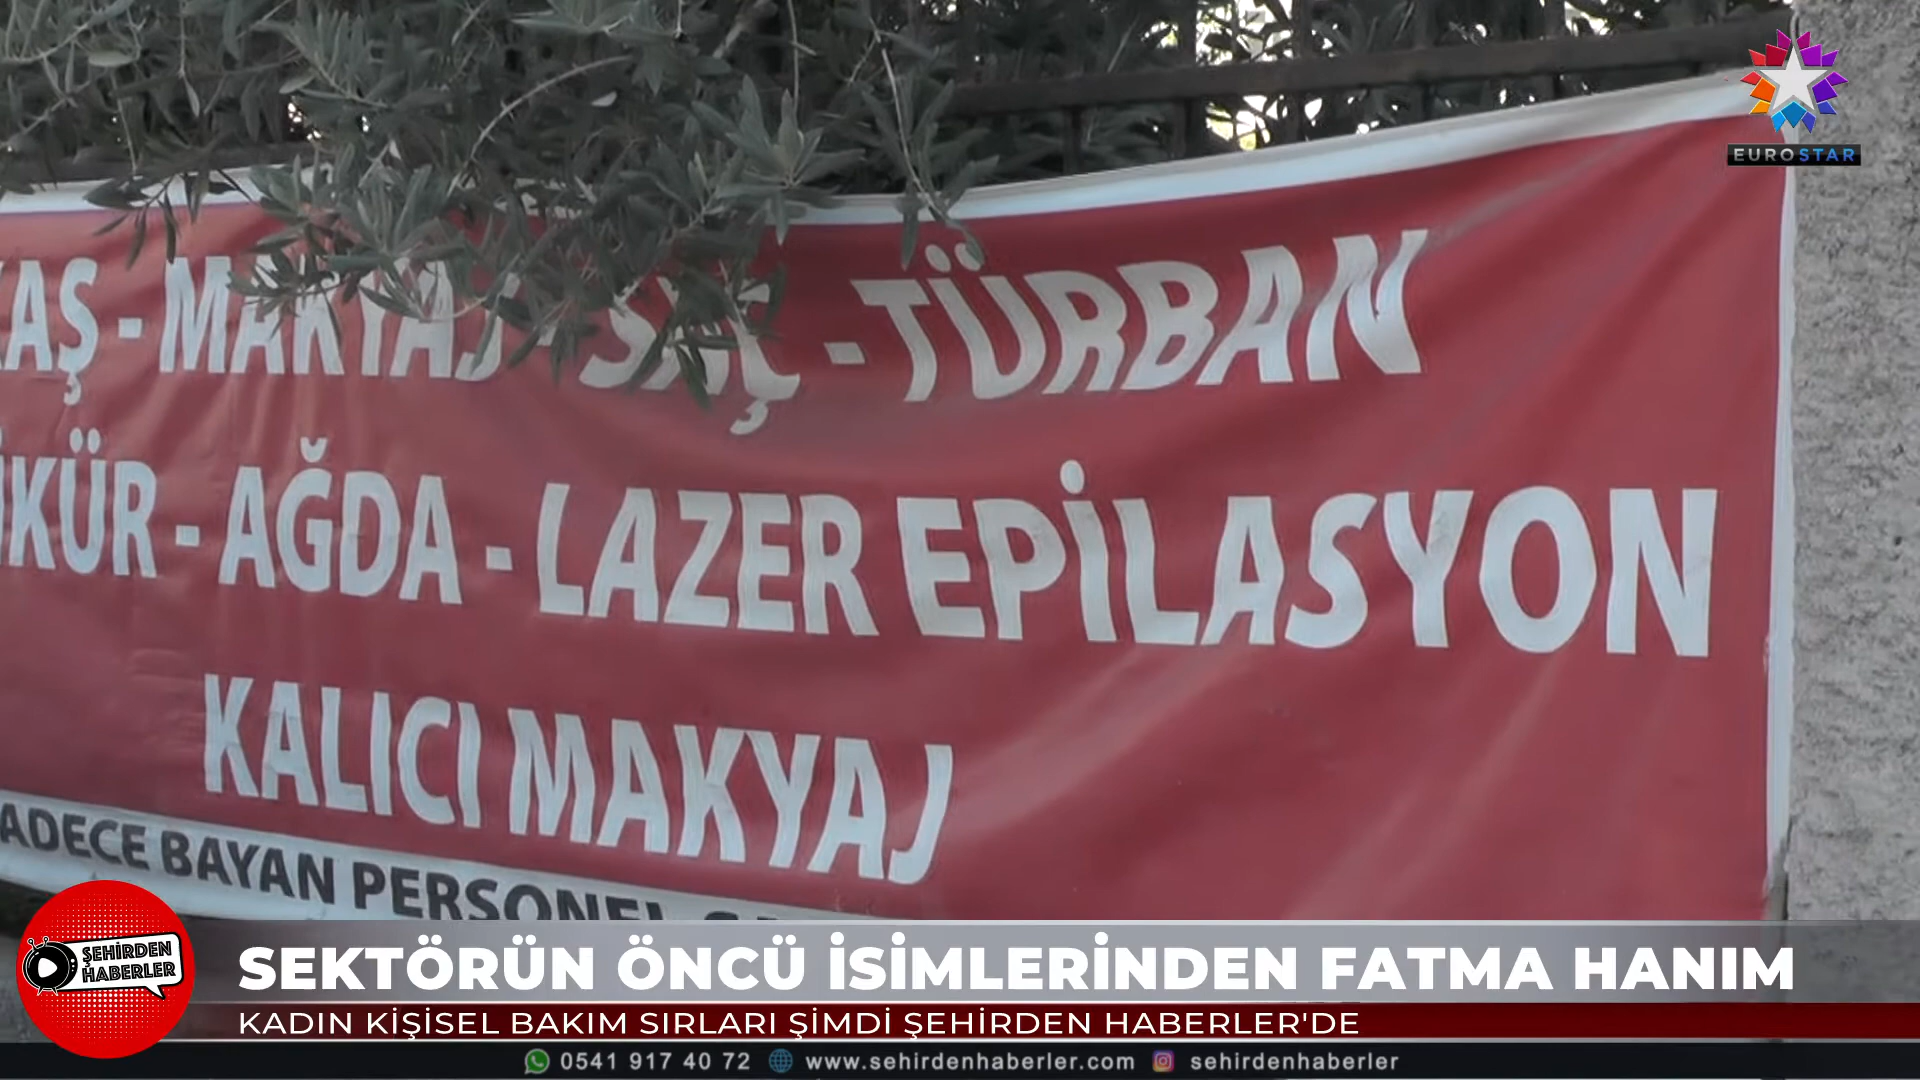 EUROSTAR
KAŞ - MAKYAJ - SAÇ - TÜRBAN
İKÜR - AĞDA - LAZER EPİLASYON
KALICI MAKYAJ
ADECE BAYAN PERSONEL
ŞEHİRDEN
HABERLER
SEKTÖRÜN ÖNCÜ İSİMLERİNDEN FATMA HANIM
KADIN KİŞİSEL BAKIM SIRLARI ŞİMDİ ŞEHİRDEN HABERLER'DE
0541 917 40 72 www.sehirdenhaberler.com sehirdenhaberler